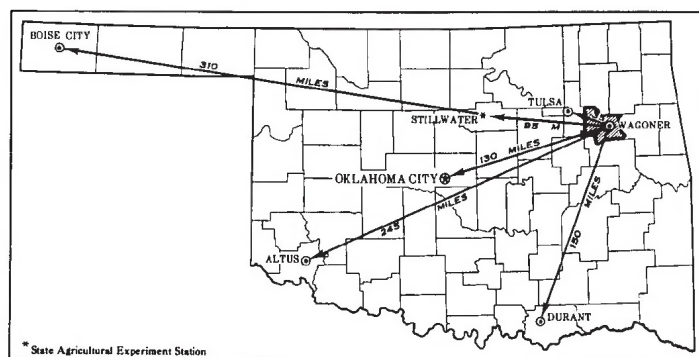 BOISE CITY
310 MILES
TULSA
STILLWATER*
95 M
WAGONER
130 MILES
OKLAHOMA CITY
245 MILES
150 MILES
ALTUS
DURANT
* State Agricultural Experiment Station